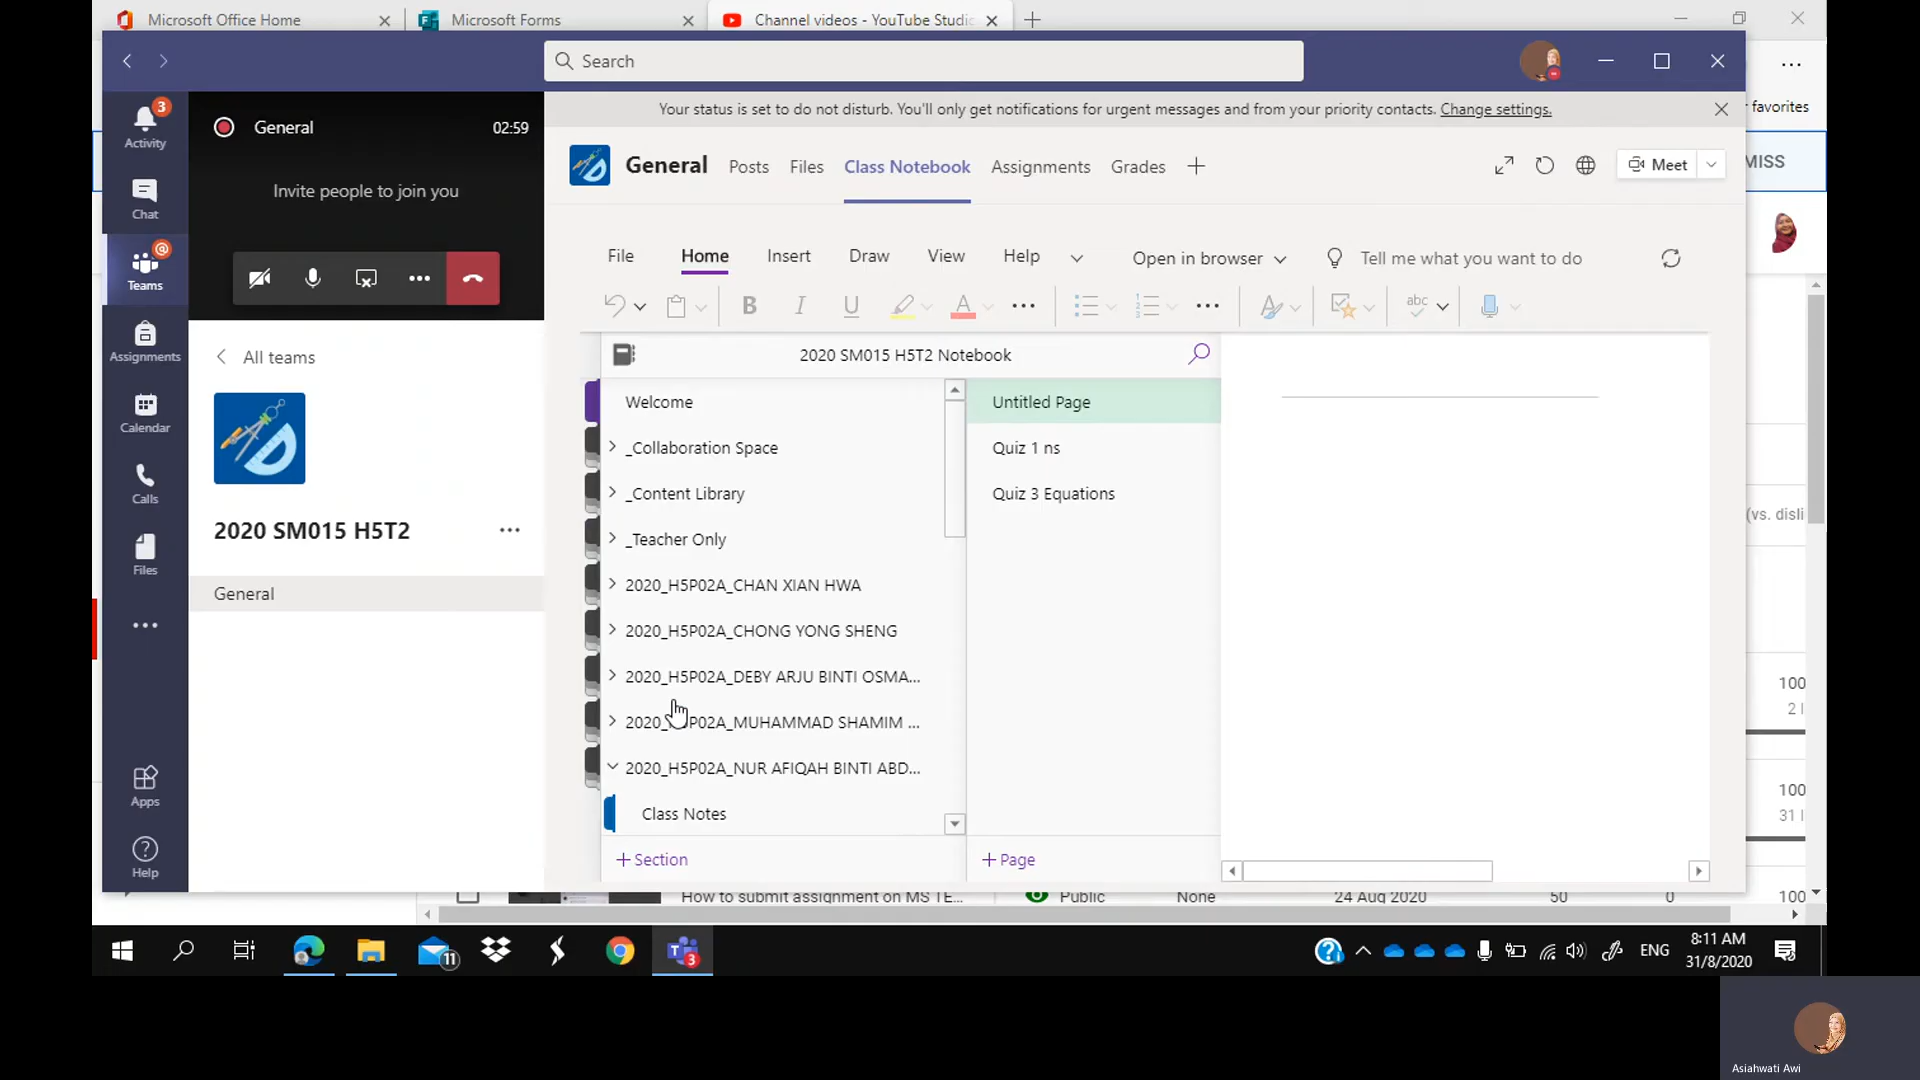 Microsoft Office Home
Microsoft Forms
Channel videos - YouTube Studio
Search
favorites
Activity
3
General
02:59
Invite people to join you
Your status is set to do not disturb. You'll only get notifications for urgent messages and from your priority contacts. Change settings.
MISS
General
Posts
Files
Class Notebook
Assignments
Grades
Meet
Chat
Teams
File
Home
Insert
Draw
View
Help
Open in browser
Tell me what you want to do
B
I
U
A
abc
Assignments
All teams
2020 SM015 H5T2 Notebook
Calendar
Calls
Files
2020 SM015 H5T2
General
Welcome
_Collaboration Space
_Content Library
_Teacher Only
2020_H5P02A_CHAN XIAN HWA
2020_H5P02A_CHONG YONG SHENG
2020_H5P02A_DEBY ARJU BINTI OSMA...
2020_H5P02A_MUHAMMAD SHAMIM ...
2020_H5P02A_NUR AFIQAH BINTI ABD...
Class Notes
+ Section
Untitled Page
Quiz 1 ns
Quiz 3 Equations
+ Page
(vs. disli
100
2 l
100
31 l
100
Apps
Help
How to submit assignment on MS TE...
Public
None
24 Aug 2020
50
0
11
3
ENG
8:11 AM
31/8/2020
Asiahwati Awi